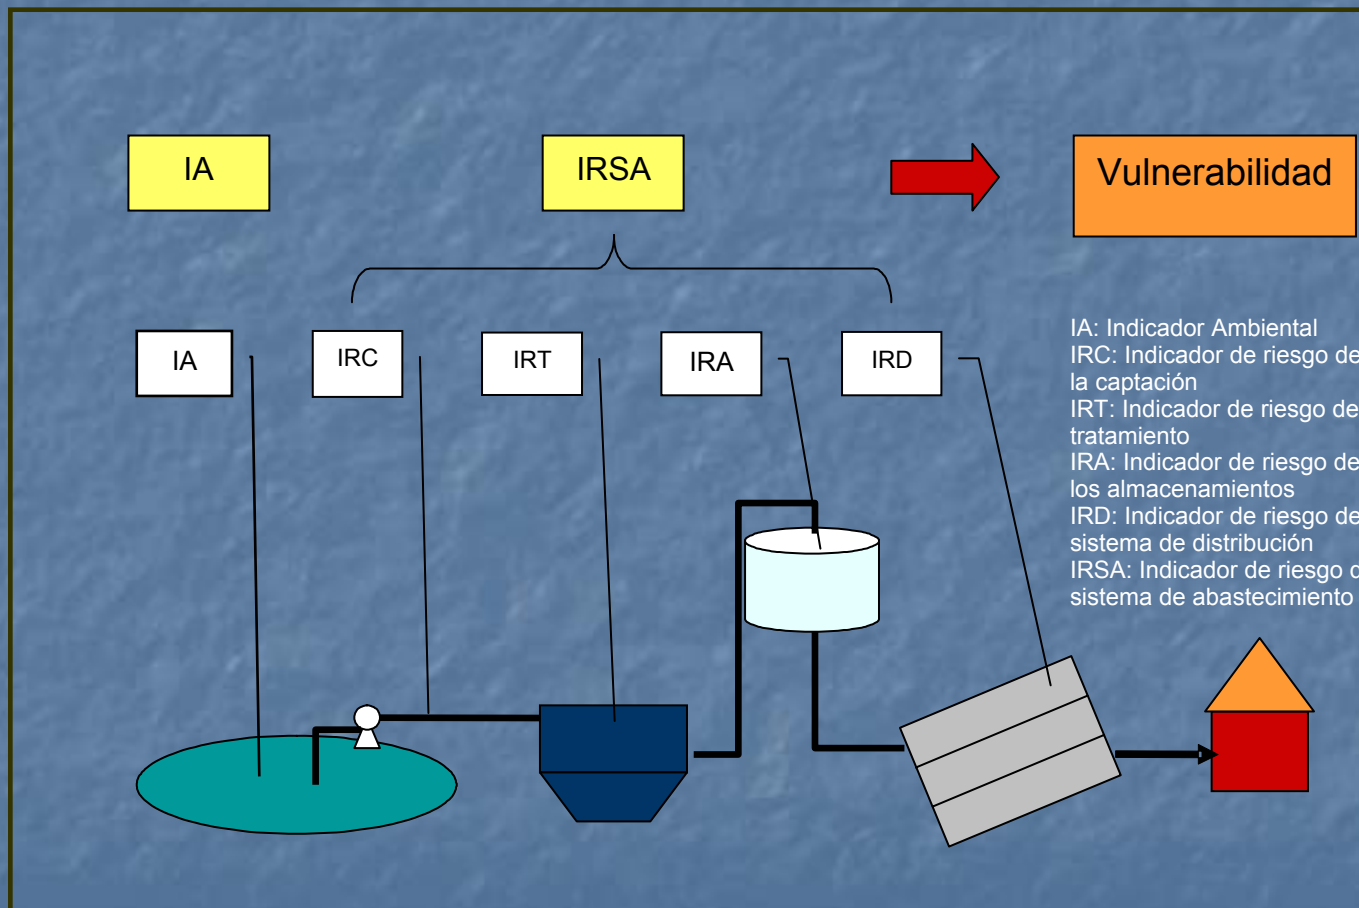 IA
IRSA
Vulnerabilidad
IA
IRC
IRT
IRA
IRD
IA: Indicador Ambiental
IRC: Indicador de riesgo de
la captación
IRT: Indicador de riesgo de
tratamiento
IRA: Indicador de riesgo de
los almacenamientos
IRD: Indicador de riesgo de
sistema de distribución
IRSA: Indicador de riesgo
sistema de abastecimiento